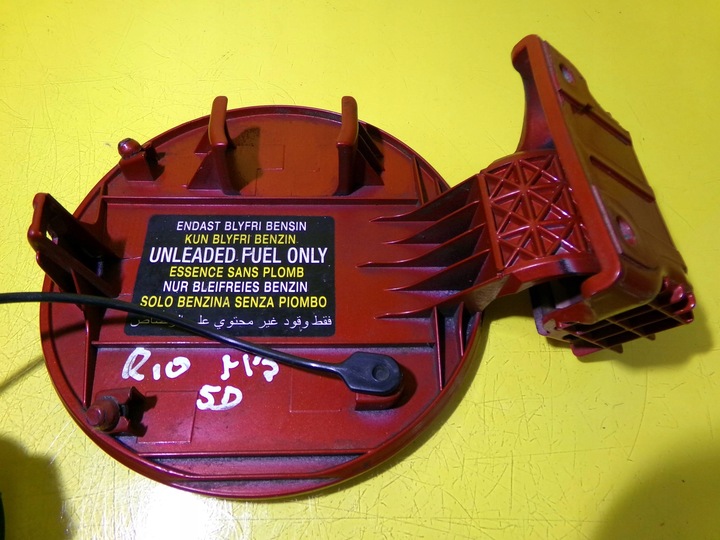 ENDAST BLYFRI BENSIN
KUN BLYFRI BENZIN.
UNLEADED FUEL ONLY
ESSENCE SANS PLOMB
NUR BLEIFREIES BENZIN
SOLO BENZINA SENZA PIOMBO
فقط وقود غير محتوي على الرصاص
RIO
5D